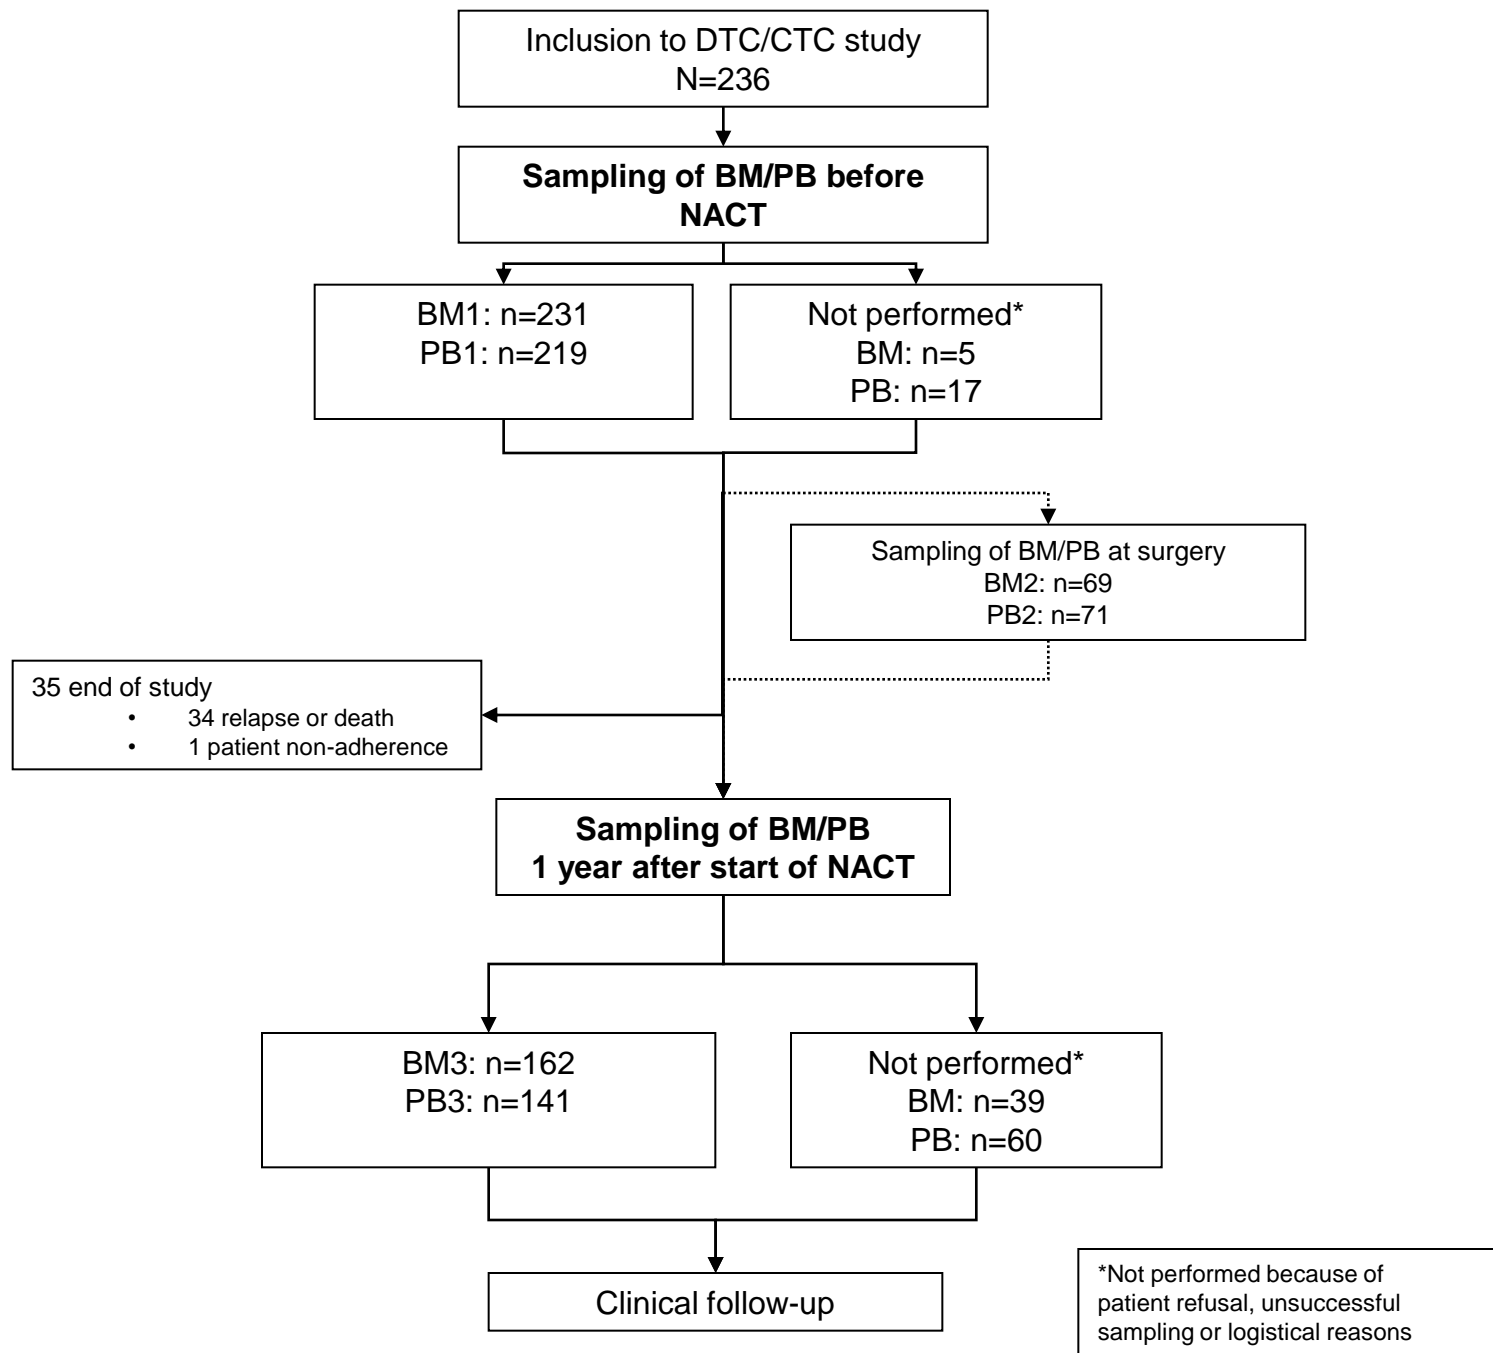 Inclusion to DTC/CTC study
N=236
Sampling of BM/PB before
NACT
BM1: n=231
PB1: n=219
Not performed*
BM: n=5
PB: n=17
Sampling of BM/PB at surgery
BM2: n=69
PB2: n=71
35 end of study
• 34 relapse or death
• 1 patient non-adherence
Sampling of BM/PB
1 year after start of NACT
BM3: n=162
PB3: n=141
Not performed*
BM: n=39
PB: n=60
Clinical follow-up
*Not performed because of
patient refusal, unsuccessful
sampling or logistical reasons